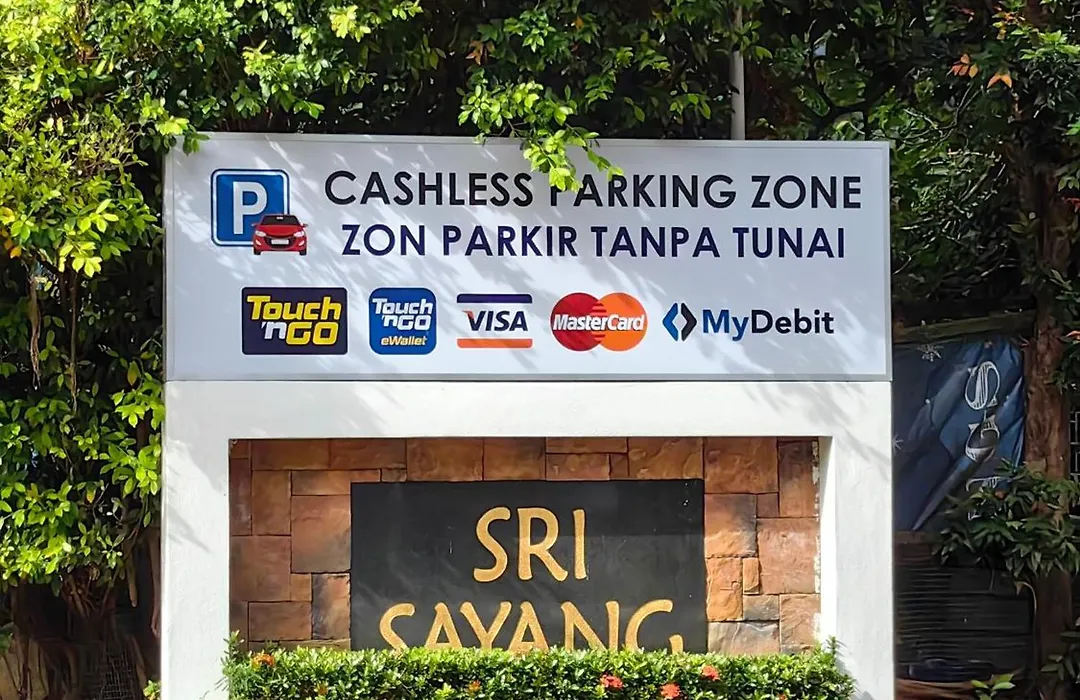 P
CASHLESS PARKING ZONE
ZON PARKIR TANPA TUNAI
Touch 'n GO
Touch 'n GO eWallet
VISA
MasterCard
MyDebit
SRI
SAYANG